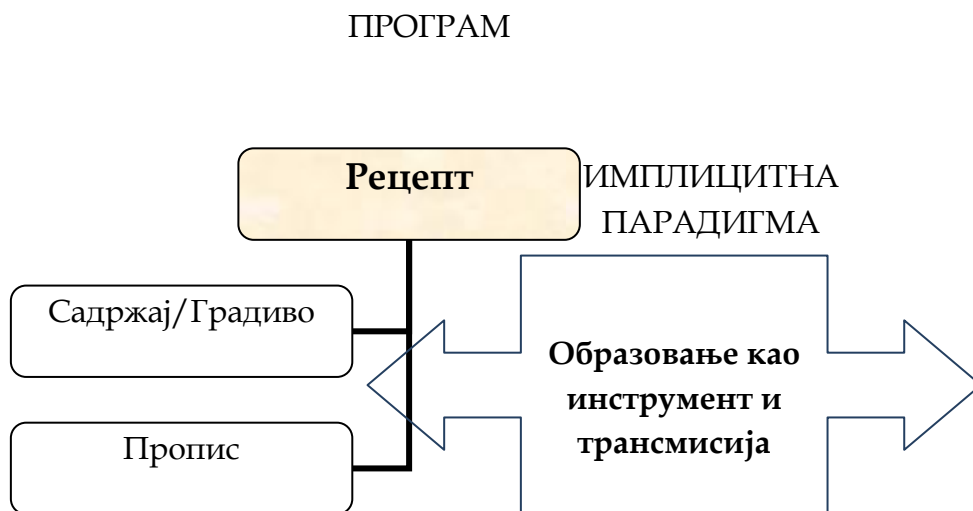 ПРОГРАМ
Рецепт
ИМПЛИЦИТНА
ПАРАДИГМА
Садржај/Градиво
Образовање као
инструмент и
трансмисија
Пропис